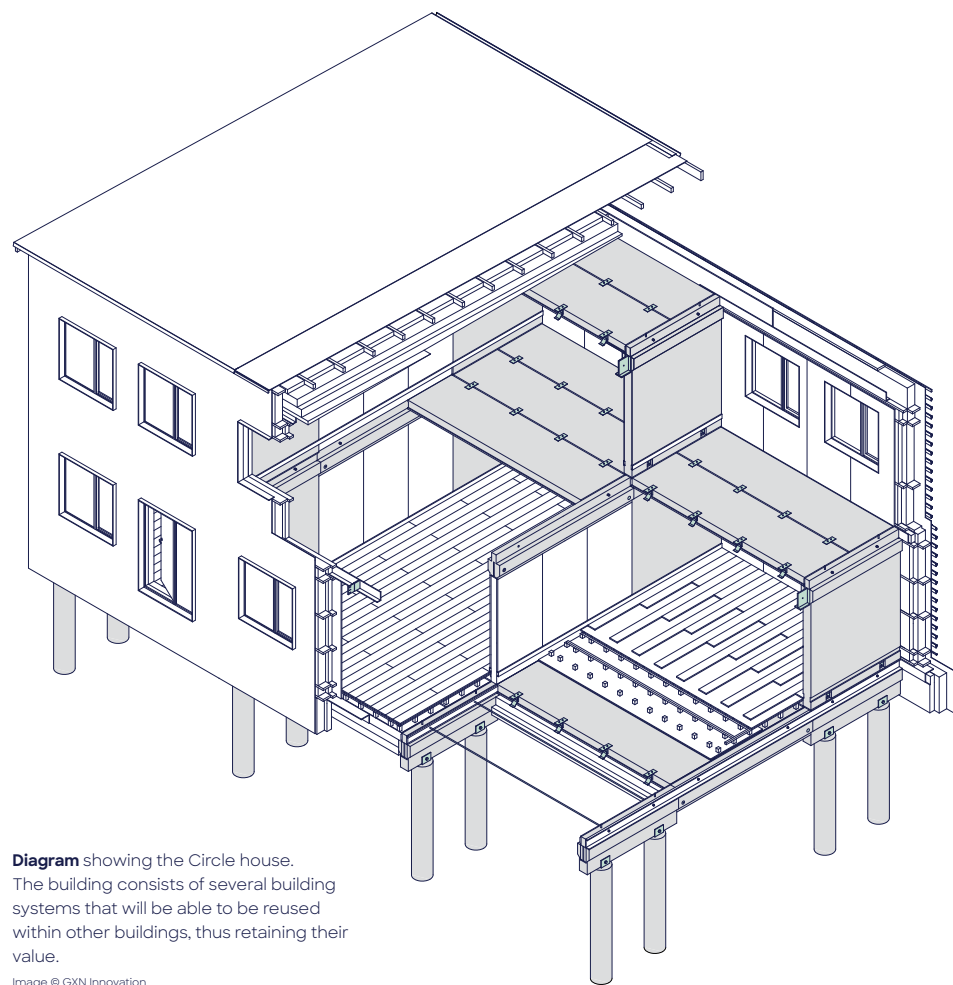 Diagram showing the Circle house.
The building consists of several building
systems that will be able to be reused
within other buildings, thus retaining their
value.
Image © GXN Innovation